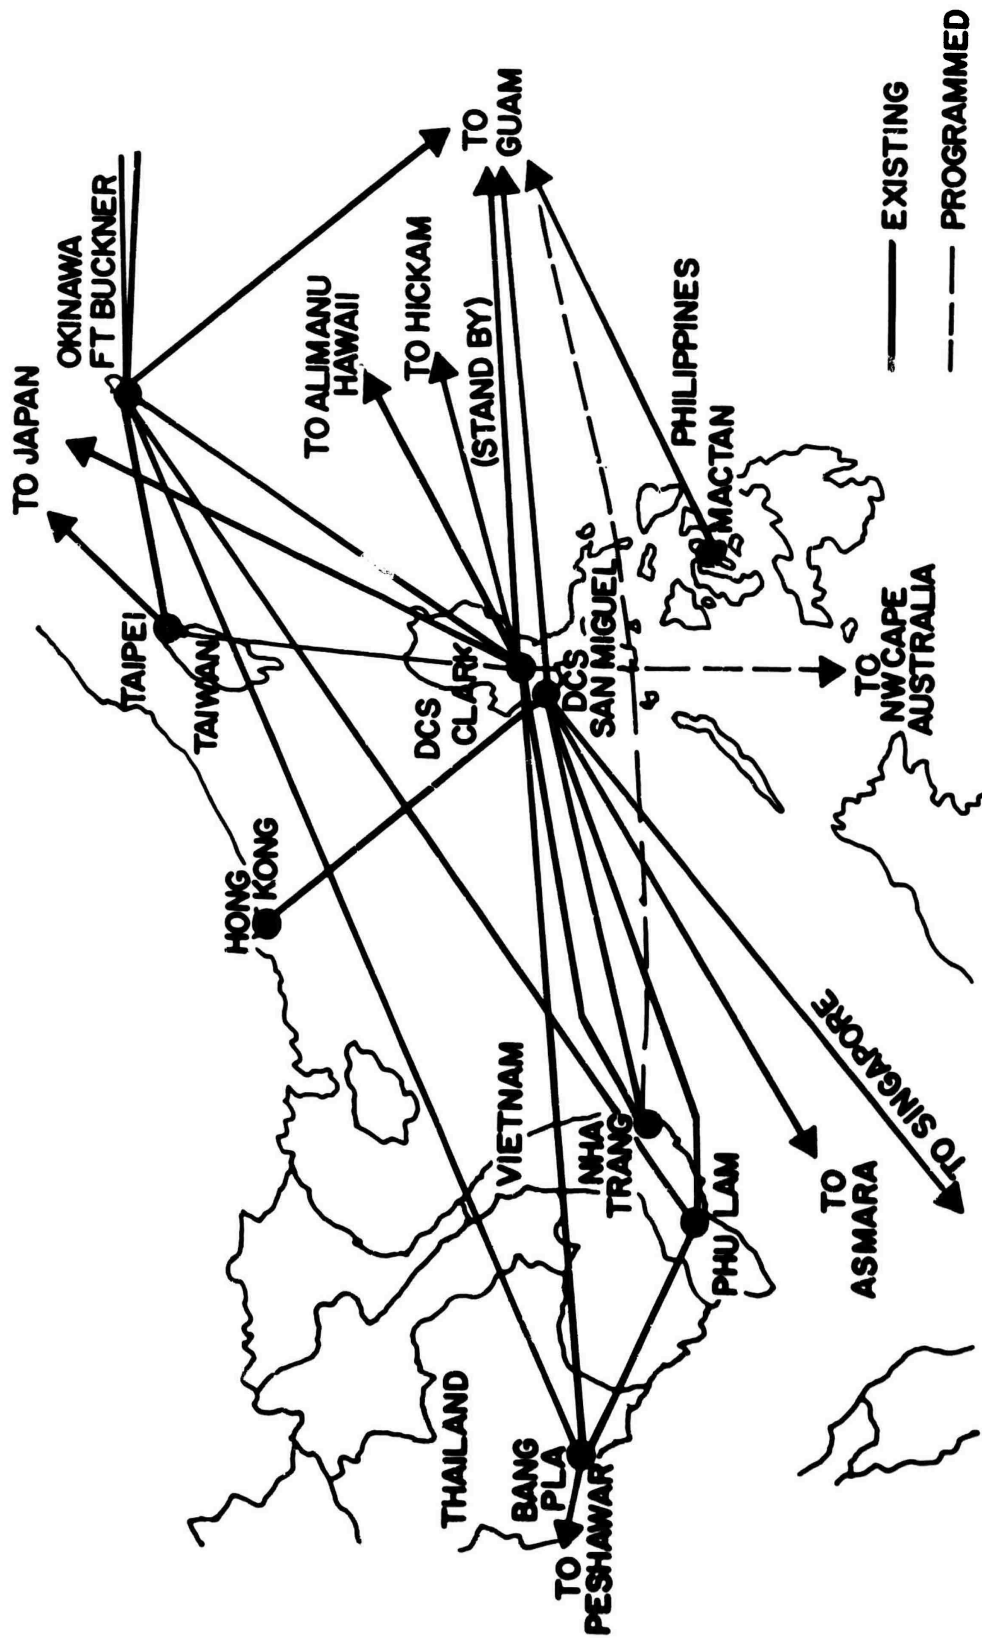 TO JAPAN
OKINAWA
FT BUCKNER
TAIPEI
TAIWAN
HONG
KONG
TO ALIMANU
HAWAII
TO HICKAM
(STAND BY)
TO
GUAM
DCS
CLARK
DCS
SAN MIGUEL
PHILIPPINES
MACTAN
VIETNAM
NHA
TRANG
PHU LAM
THAILAND
BANG
PLA
TO
PESHAWAR
TO
ASMARA
TO SINGAPORE
TO
NW CAPE
AUSTRALIA
EXISTING
PROGRAMMED